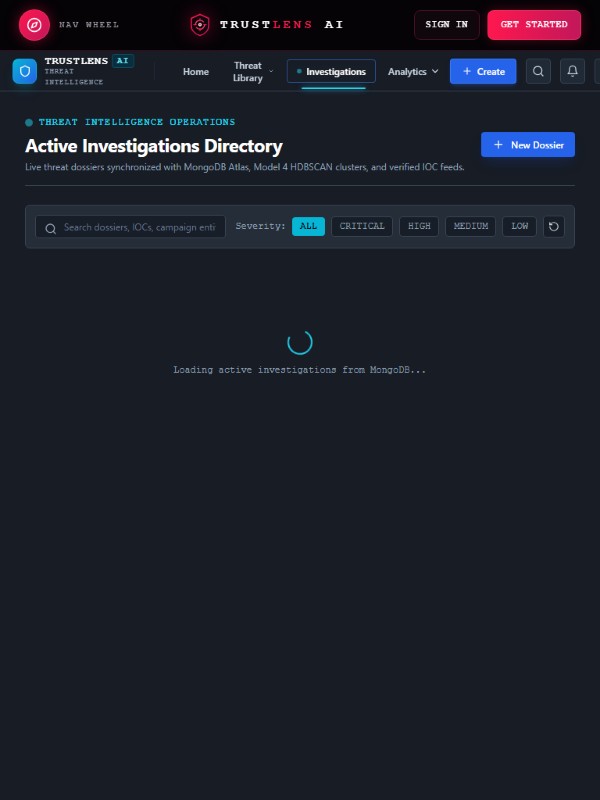 NAV WHEEL
TRUSTLENS AI
SIGN IN
GET STARTED
TRUSTLENS AI
THREAT
INTELLIGENCE
Home
Threat
Library
Investigations
Analytics
+ Create
THREAT INTELLIGENCE OPERATIONS
Active Investigations Directory
Live threat dossiers synchronized with MongoDB Atlas, Model 4 HDBSCAN clusters, and verified IOC feeds.
+ New Dossier
Search dossiers, IOCs, campaign enti
Severity:
ALL
CRITICAL
HIGH
MEDIUM
LOW
Loading active investigations from MongoDB...